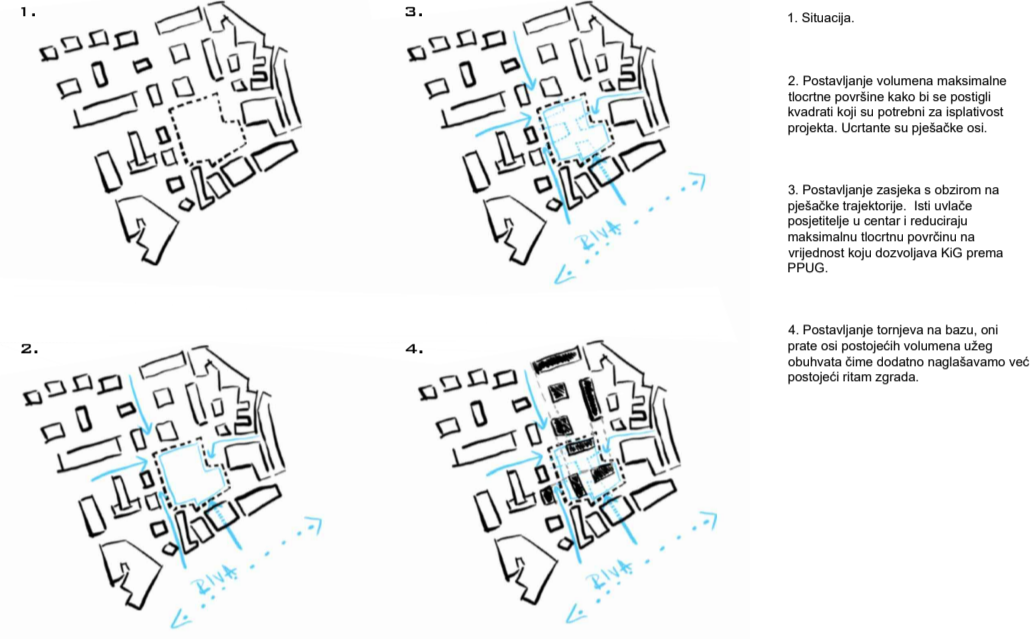 1.
3.
RIVA
2.
RIVA
4.
RIVA
1. Situacija.
2. Postavljanje volumena maksimalne
tlocrtne površine kako bi se postigli
kvadrati koji su potrebni za isplativost
projekta. Ucrtante su pješačke osi.
3. Postavljanje zasjeka s obzirom na
pješačke trajektorije. Isti uvlače
posjetitelje u centar i reduciraju
maksimalnu tlocrtnu povrčinu na
vrijednost koju dozvoljava KiG prema
PPUG.
4. Postavljanje tornjeva na bazu, oni
prate osi postojećih volumena užeg
obuhvata čime dodatno naglašavamo već
postojeći ritam zgrada.